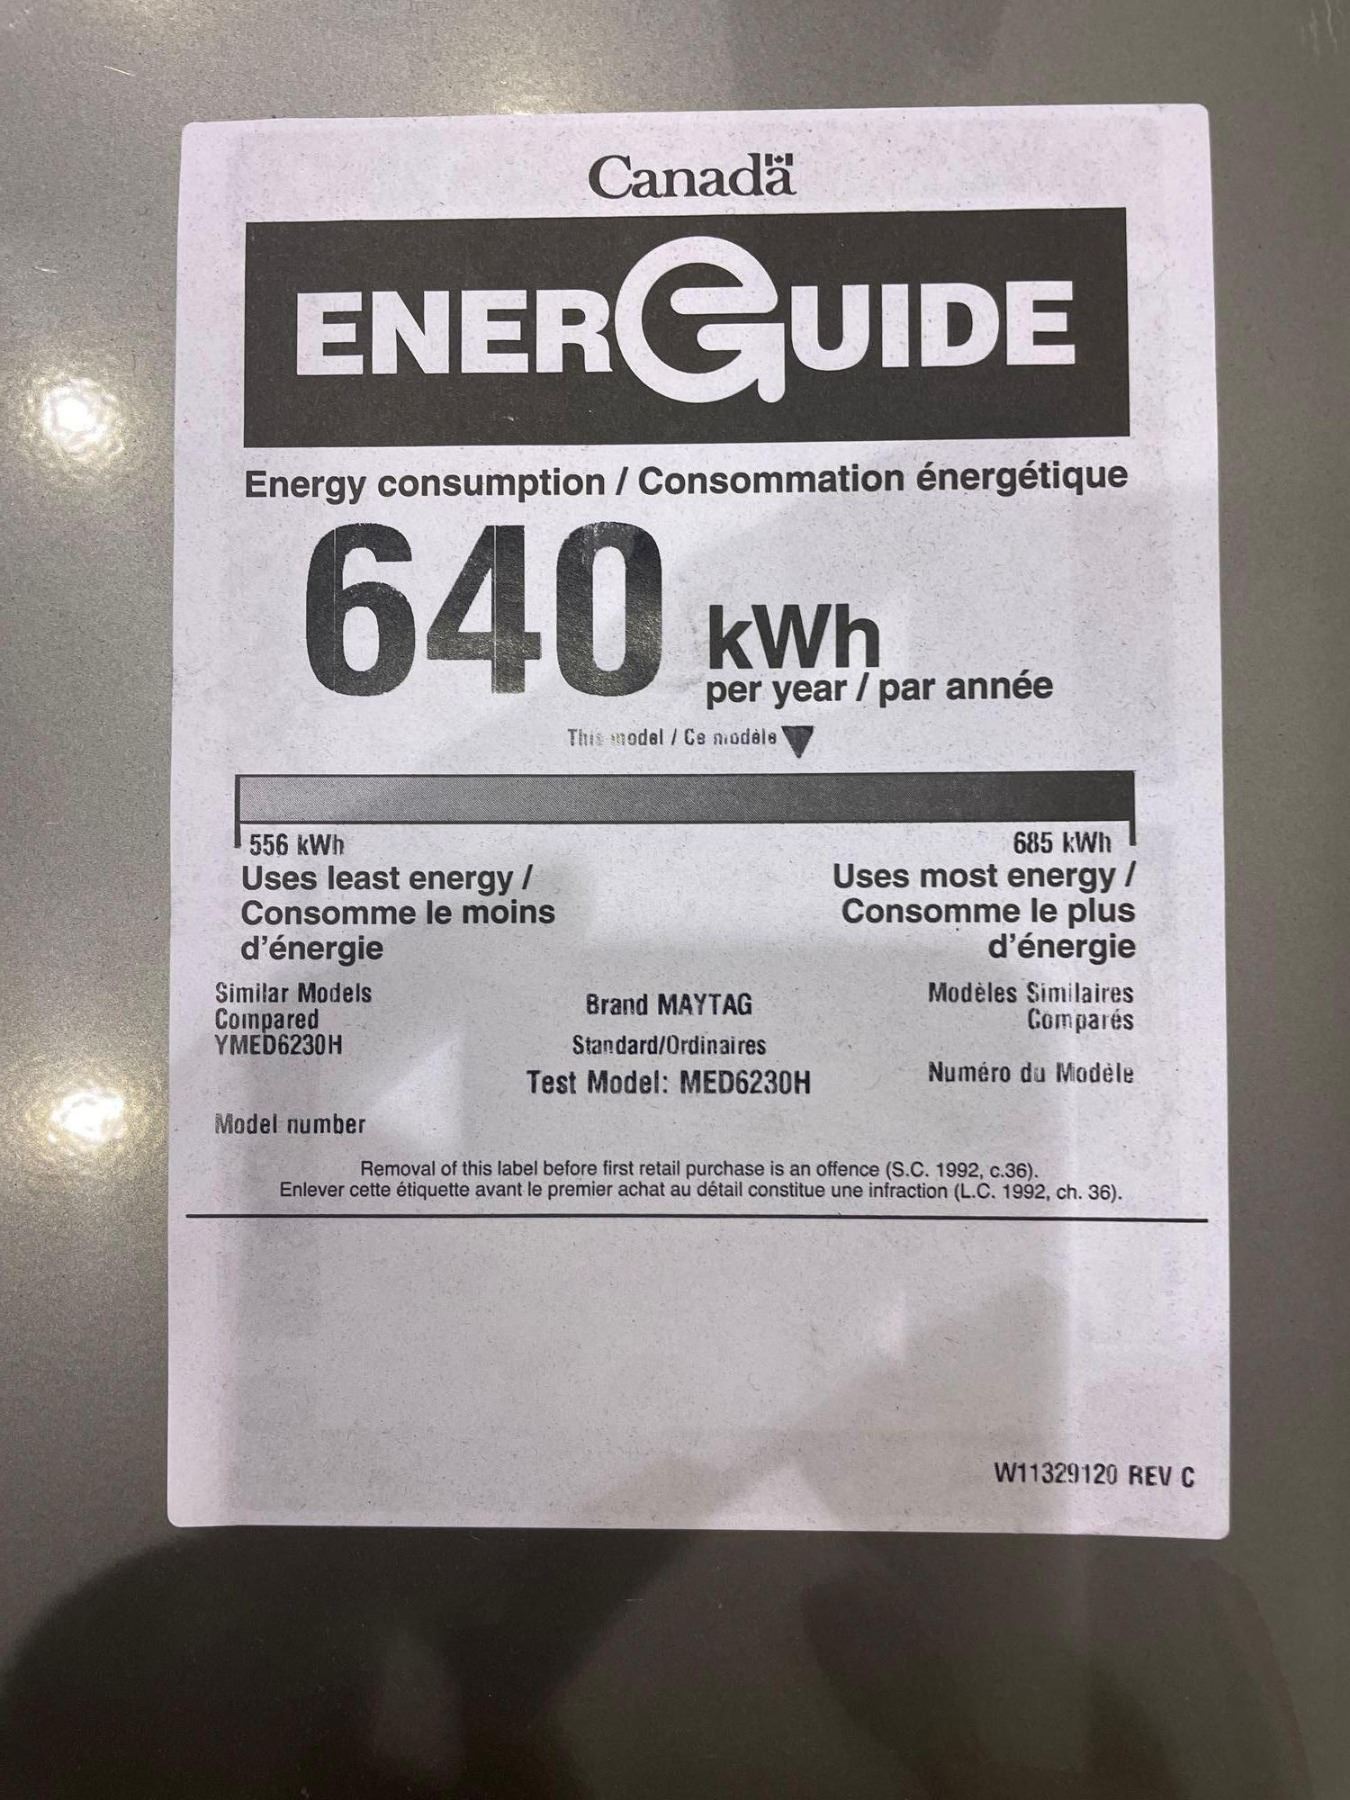 Canada
ENERGUIDE
Energy consumption / Consommation énergétique
640 kWh
per year / par année
This model / Ce modèle
556 kWh
685 kWh
Uses least energy /
Consomme le moins
d'énergie
Uses most energy /
Consomme le plus
d'énergie
Similar Models
Compared
YMED6230H
Brand MAYTAG
Standard/Ordinaires
Test Model: MED6230H
Modèles Similaires
Comparés
Numéro du Modèle
Model number
Removal of this label before first retail purchase is an offence (S.C. 1992, c.36).
Enlever cette étiquette avant le premier achat au détail constitue une infraction (L.C. 1992, ch. 36).
W11329120 REV C